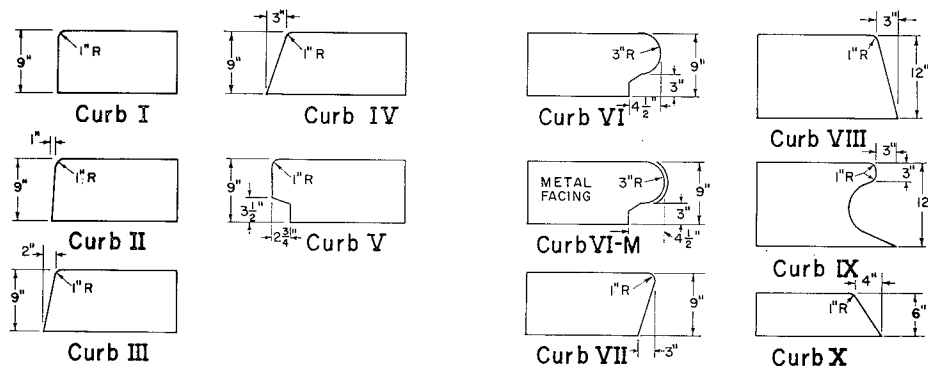 9"
1" R
Curb I
1"
9"
1" R
Curb II
2"
9"
1" R
Curb III
3"
9"
1" R
Curb IV
9"
1" R
3 1/2"
2 3/4"
Curb V
3" R
9"
3"
4 1/2"
Curb VI
METAL
FACING
3" R
9"
3"
4 1/2"
Curb VI-M
1" R
9"
3"
Curb VII
3"
1" R
12"
Curb VIII
3"
1" R
3"
12
Curb IX
4"
1" R
6"
Curb X